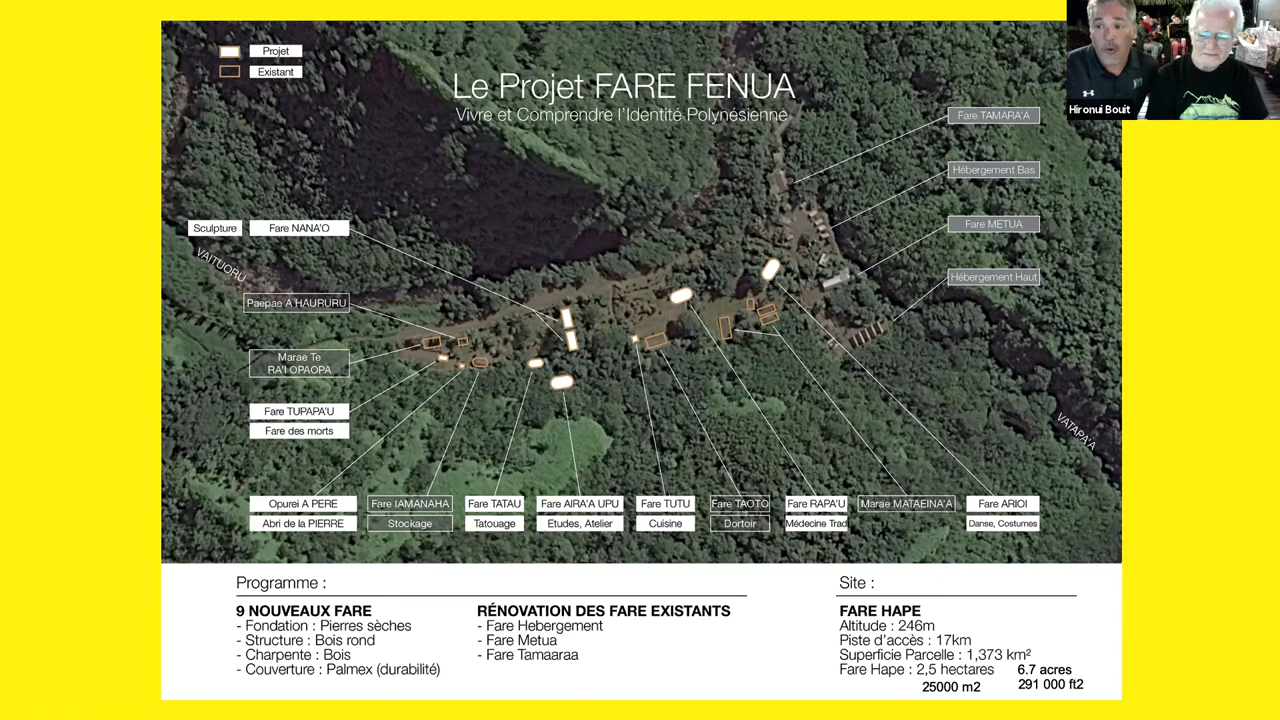 Projet
Existant
Le Projet FARE FENUA
Vivre et Comprendre l'Identité Polynésienne
Hironui Bouit
Fare TAMARA'A
Hébergement Bas
Fare METUA
Hébergement Haut
Sculpture
Fare NANA'O
VAITUORU
Paepae A HAURURU
Marae Te
RA'I OPAOPA
Fare TUPAPA'U
Fare des morts
VATAPA'A
Opurei A PERE
Abri de la PIERRE
Fare IAMANAHA
Stockage
Fare TATAU
Tatouage
Fare AIRA'A UPU
Etudes, Atelier
Fare TUTU
Cuisine
Fare TAOTO
Dortoir
Fare RAPA'U
Médecine Trad
Marae MATAEINA'A
Fare ARIOI
Danse, Costumes
Programme :
9 NOUVEAUX FARE
- Fondation : Pierres sèches
- Structure : Bois rond
- Charpente : Bois
- Couverture : Palmex (durabilité)
RÉNOVATION DES FARE EXISTANTS
- Fare Hebergement
- Fare Metua
- Fare Tamaaraa
Site :
FARE HAPE
Altitude : 246m
Piste d'accès : 17km
Superficie Parcelle : 1,373 km²
Fare Hape : 2,5 hectares 6.7 acres
25000 m2 291 000 ft2